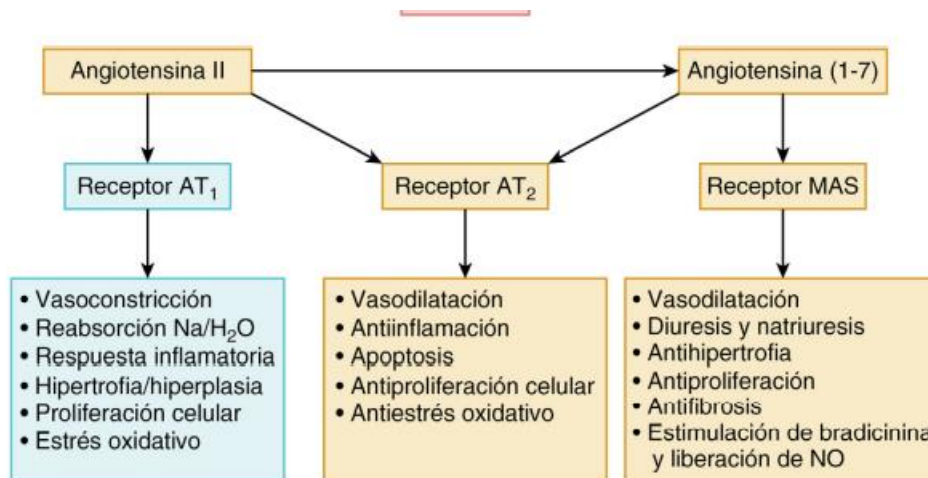 Angiotensina II
Angiotensina (1-7)
Receptor AT₁
Receptor AT₂
Receptor MAS
• Vasoconstricción
• Reabsorción Na/H₂O
• Respuesta inflamatoria
• Hipertrofia/hiperplasia
• Proliferación celular
• Estrés oxidativo
• Vasodilatación
• Antiinflamación
• Apoptosis
• Antiproliferación celular
• Antiestrés oxidativo
• Vasodilatación
• Diuresis y natriuresis
• Antihipertrofia
• Antiproliferación
• Antifibrosis
• Estimulación de bradicinina
y liberación de NO